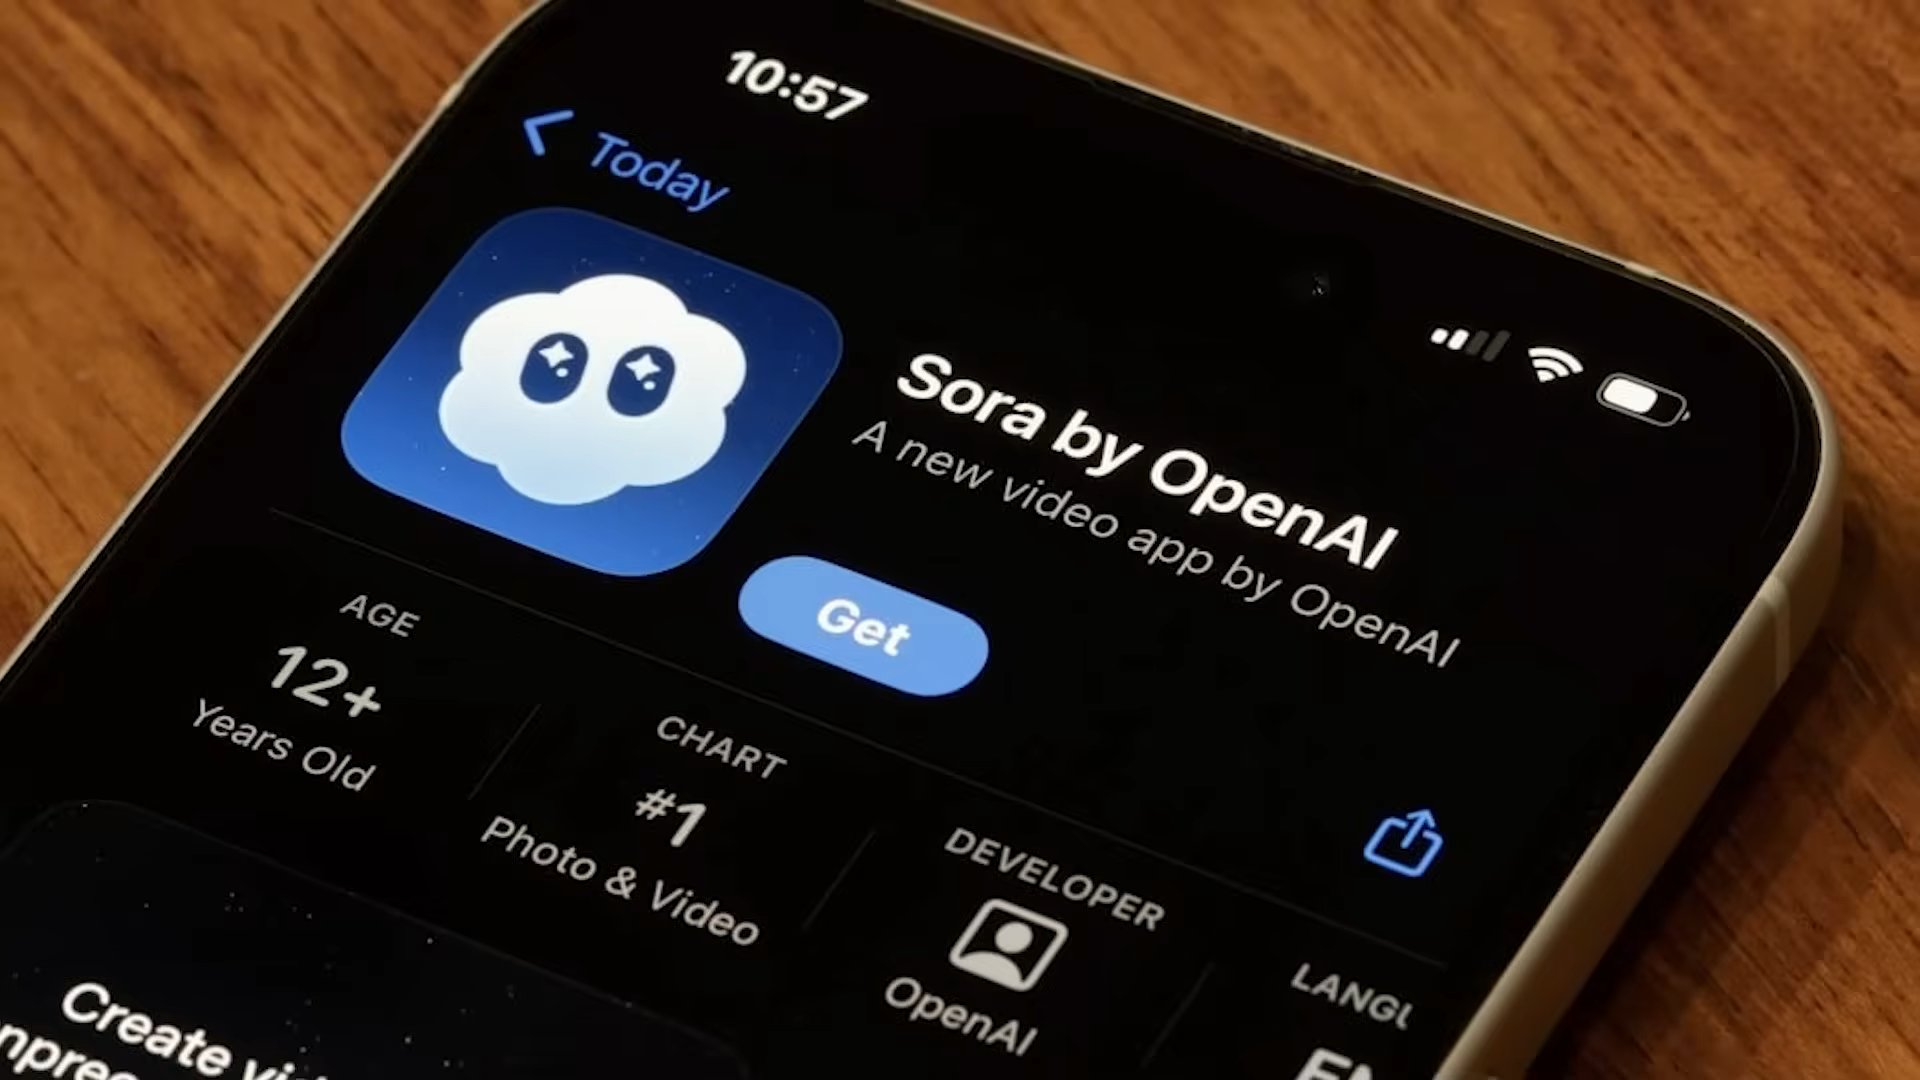 10:57
Today
Sora by OpenAI
A new video app by OpenAI
Get
AGE
12+
Years Old
CHART
#1
Photo & Video
DEVELOPER
OpenAI
Create